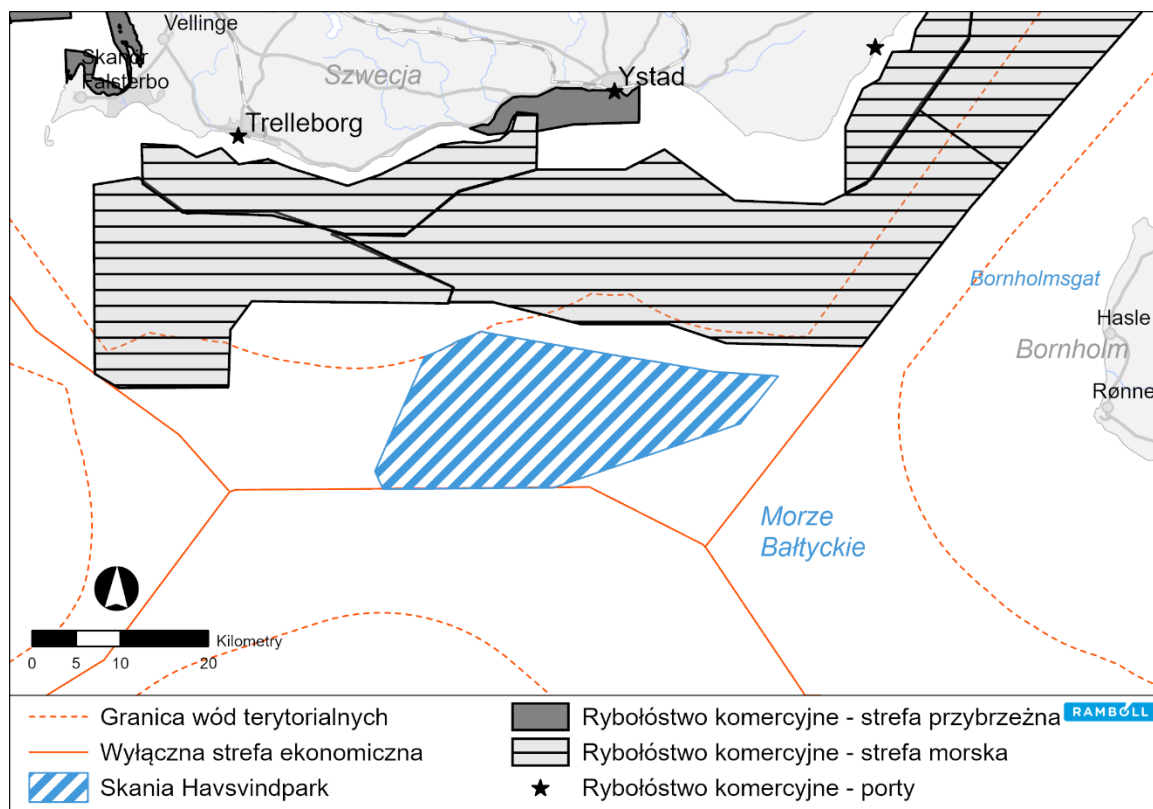 Vellinge
Skanör
Falsterbo
Szwecja
Ystad
Trelleborg
Bornholmsgat
Hasle
Bornholm
Rønne
Morze
Bałtyckie
Kilometry
0 5 10 20
Granica wód terytorialnych
Wyłączna strefa ekonomiczna
Skania Havsvindpark
Rybołóstwo komercyjne - strefa przybrzeżna
Rybołóstwo komercyjne - strefa morska
Rybołóstwo komercyjne - porty
RAMBOLL